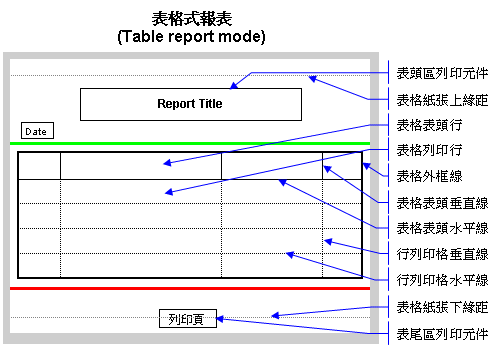 表格式報表
(Table report mode)
表頭區列印元件
表格紙張上緣距
Report Title
Date
表格表頭行
表格列印行
表格外框線
表格表頭垂直線
表格表頭水平線
行列印格垂直線
行列印格水平線
表格紙張下緣距
列印頁
表尾區列印元件